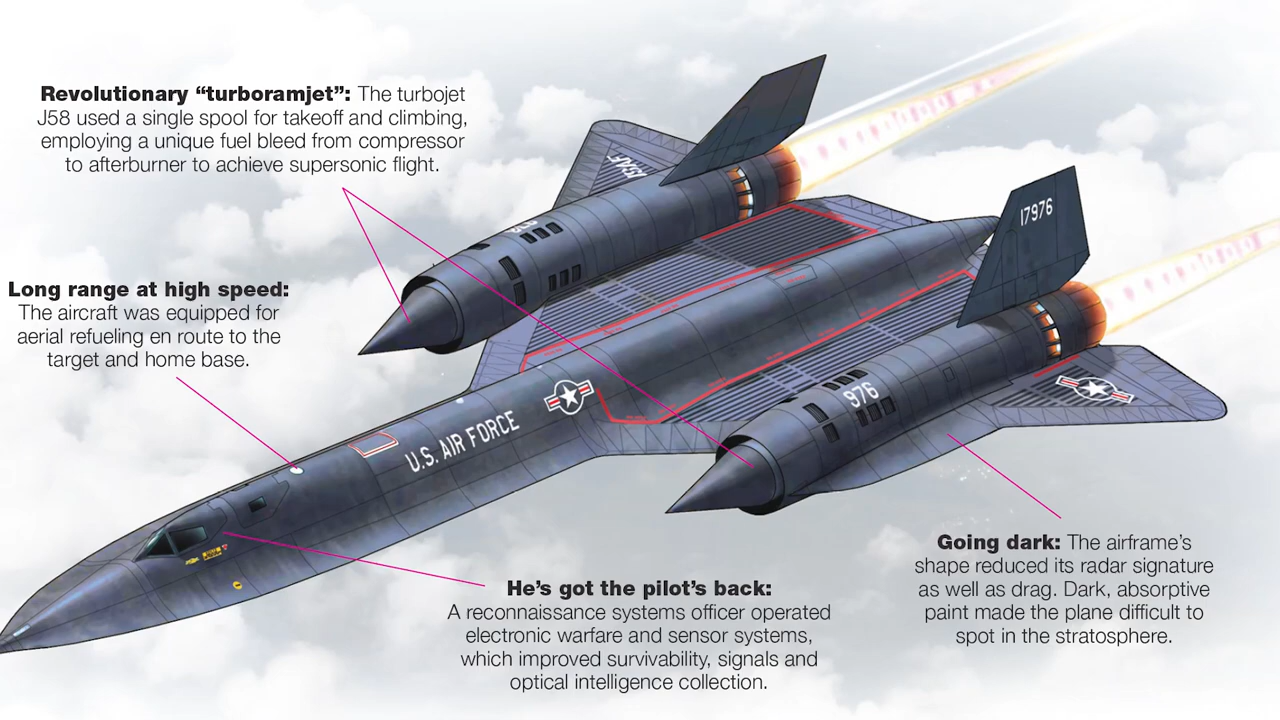 Revolutionary “turboramjet”: The turbojet
J58 used a single spool for takeoff and climbing,
employing a unique fuel bleed from compressor
to afterburner to achieve supersonic flight.
USAF
17976
Long range at high speed:
The aircraft was equipped for
aerial refueling en route to the
target and home base.
976
U.S. AIR FORCE
Going dark: The airframe’s
shape reduced its radar signature
as well as drag. Dark, absorptive
paint made the plane difficult to
spot in the stratosphere.
He’s got the pilot’s back:
A reconnaissance systems officer operated
electronic warfare and sensor systems,
which improved survivability, signals and
optical intelligence collection.